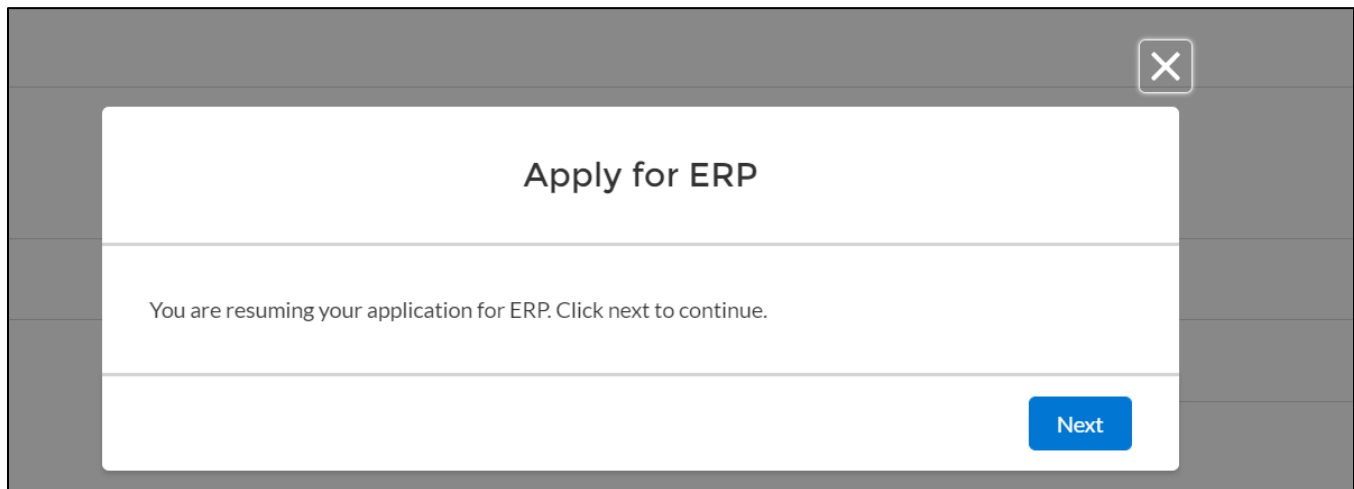 Apply for ERP
You are resuming your application for ERP. Click next to continue.
Next